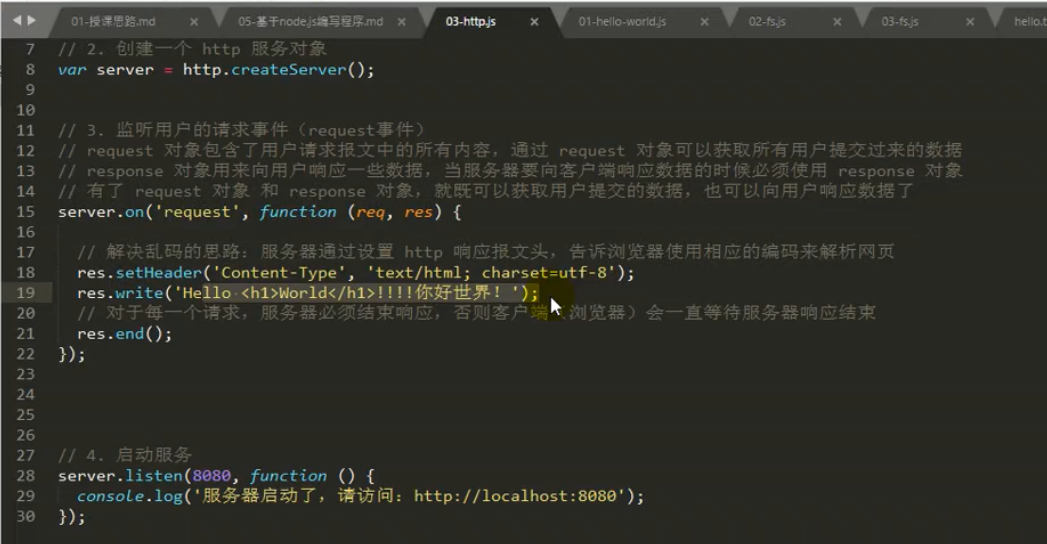 01-授课思路.md × 05-基于node.js编写程序.md × 03-http.js × 01-hello-world.js × 02-fs.js × 03-fs.js × hello.t
7 // 2. 创建一个 http 服务对象
8 var server = http.createServer();
9
10
11 // 3. 监听用户的请求事件（request事件）
12 // request 对象包含了用户请求报文中的所有内容，通过 request 对象可以获取所有用户提交过来的数据
13 // response 对象用来向用户响应一些数据，当服务器要向客户端响应数据的时候必须使用 response 对象
14 // 有了 request 对象 和 response 对象，就既可以获取用户提交的数据，也可以向用户响应数据了
15 server.on('request', function (req, res) {
16
17 // 解决乱码的思路：服务器通过设置 http 响应报文头，告诉浏览器使用相应的编码来解析网页
18 res.setHeader('Content-Type', 'text/html; charset=utf-8');
19 res.write('Hello <h1>World</h1>!!!!你好世界！');
20 // 对于每一个请求，服务器必须结束响应，否则客户端（浏览器）会一直等待服务器响应结束
21 res.end();
22 });
23
24
25
26
27 // 4. 启动服务
28 server.listen(8080, function () {
29 console.log('服务器启动了，请访问：http://localhost:8080');
30 });